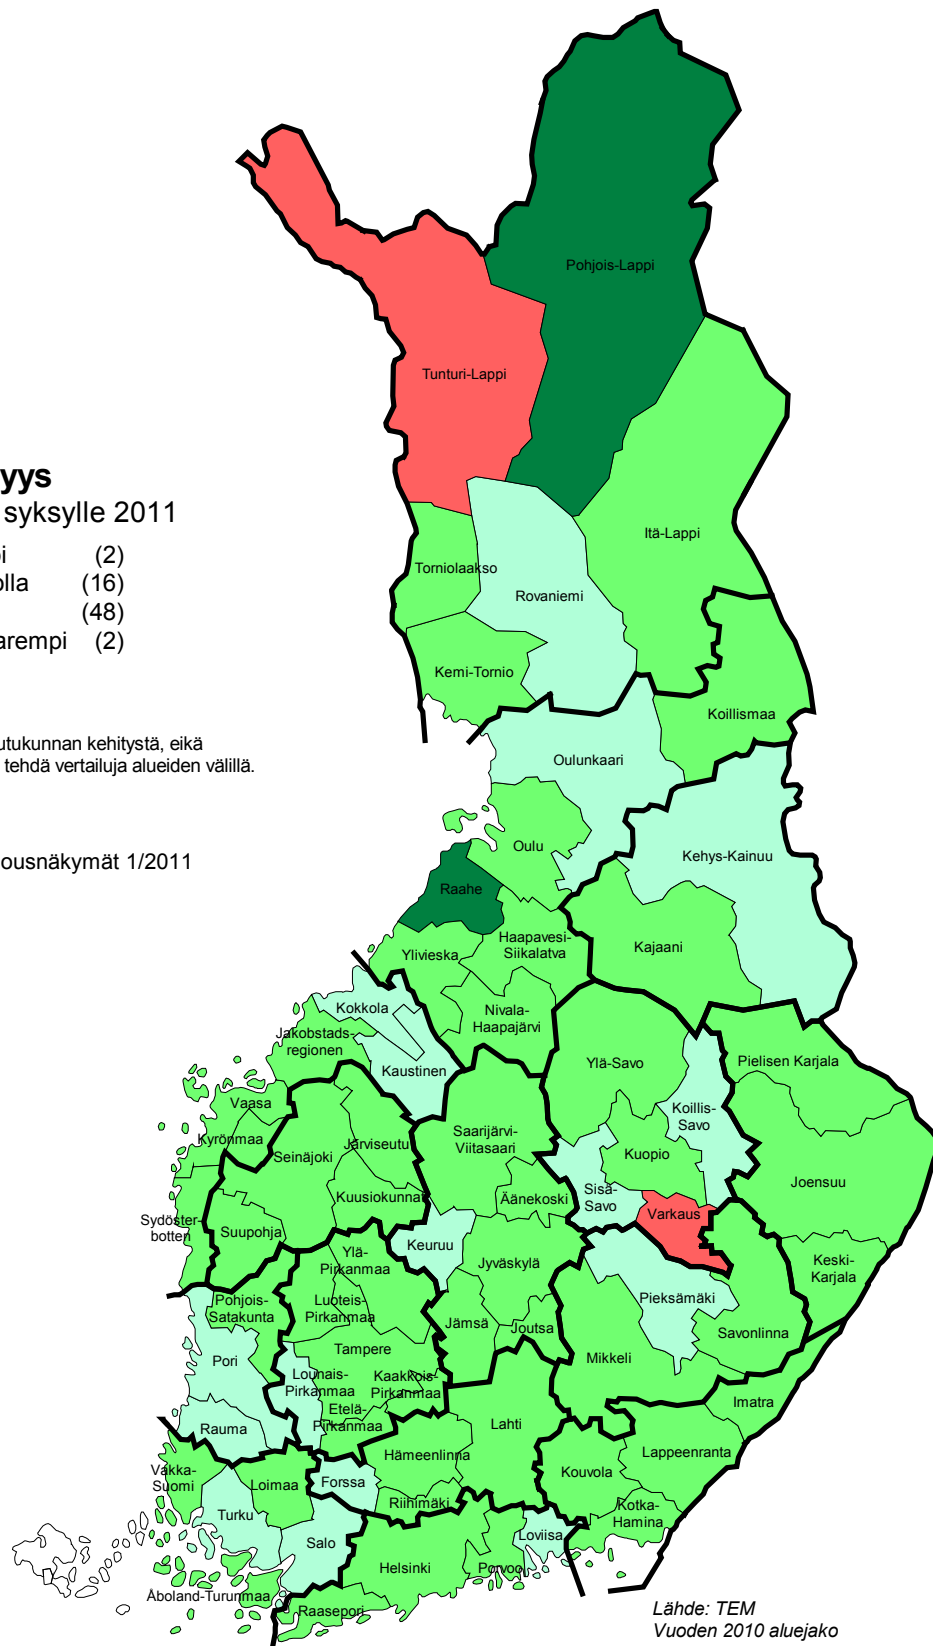 Pohjois-Lappi
Tunturi-Lappi
yys
syksylle 2011
pi (2)
olla (16)
(48)
arempi (2)
Itä-Lappi
Torniolaakso
Rovaniemi
Kemi-Tornio
Koillismaa
utukunnan kehitystä, eikä
tehdä vertailuja alueiden välillä.
Oulunkaari
Oulu
Kehys-Kainuu
ousnäkymät 1/2011
Raahe
Haapavesi-
Siikalatva
Kajaani
Ylivieska
Kokkola
Nivala-
Haapajärvi
Jakobstads-
regionen
Kaustinen
Ylä-Savo
Pielisen Karjala
Vaasa
Koillis-
Savo
Kyrönmaa
Seinäjoki
Järviseutu
Saarijärvi-
Viitasaari
Kuopio
Joensuu
Kuusiokunnat
Äänekoski
Sisä-
Savo
Varkaus
Sydöster-
botten
Suupohja
Keuruu
Ylä-
Pirkanmaa
Jyväskylä
Keski-
Karjala
Pohjois-
Satakunta
Luoteis-
Pirkanmaa
Jämsä
Joutsa
Pieksämäki
Savonlinna
Pori
Tampere
Mikkeli
Lounais-
Pirkanmaa
Kaakkois-
Pirkanmaa
Imatra
Etelä-
Pirkanmaa
Rauma
Lahti
Hämeenlinna
Lappeenranta
Vakka-
Suomi
Loimaa
Forssa
Kouvola
Riihimäki
Kotka-
Hamina
Turku
Salo
Loviisa
Helsinki
Porvoo
Åboland-Turunmaa
Raasepori
Lähde: TEM
Vuoden 2010 aluejako